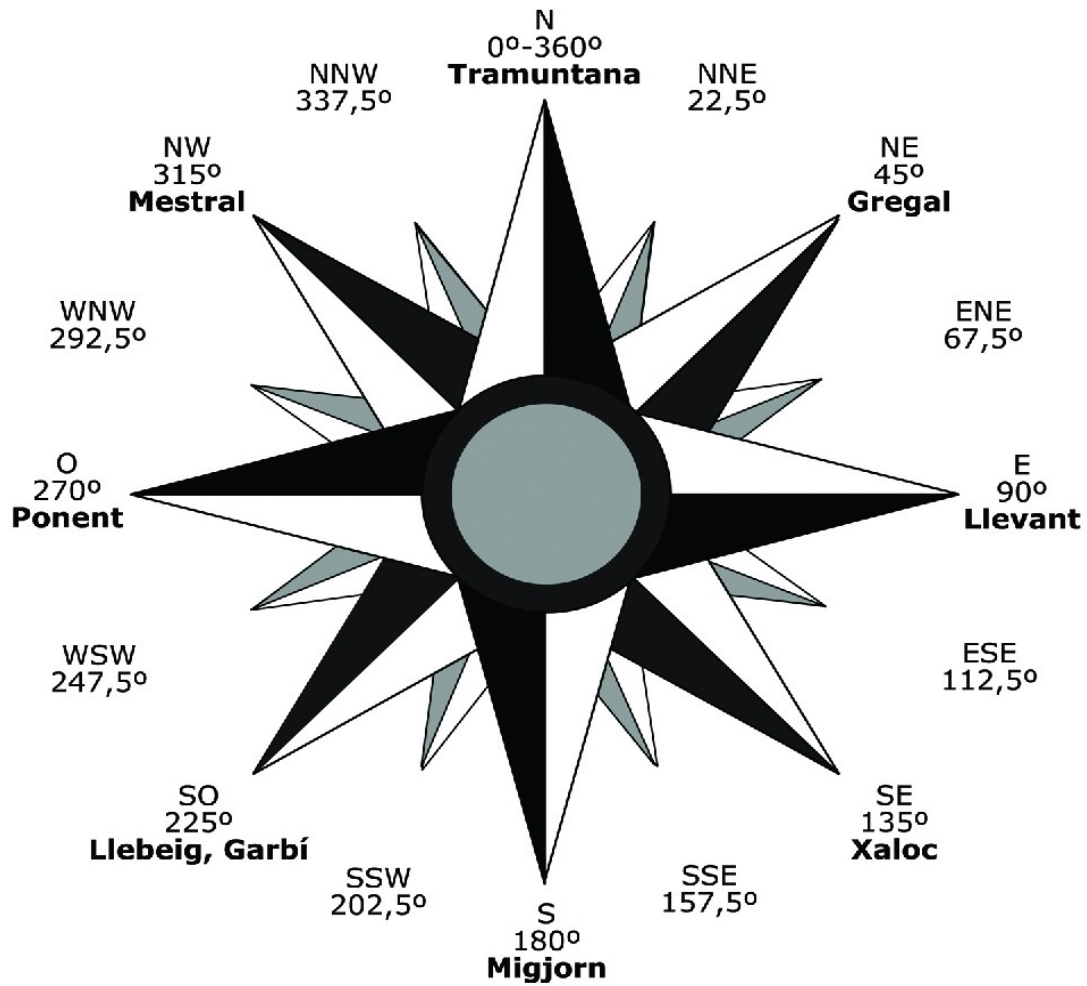 N
0º-360º
Tramuntana
NNW
337,5º
NNE
22,5º
NW
315º
Mestral
NE
45º
Gregal
WNW
292,5º
ENE
67,5º
O
270º
Ponent
E
90º
Llevant
WSW
247,5º
ESE
112,5º
SO
225º
Llebeig, Garbí
SE
135º
Xaloc
SSW
202,5º
SSE
157,5º
S
180º
Migjorn